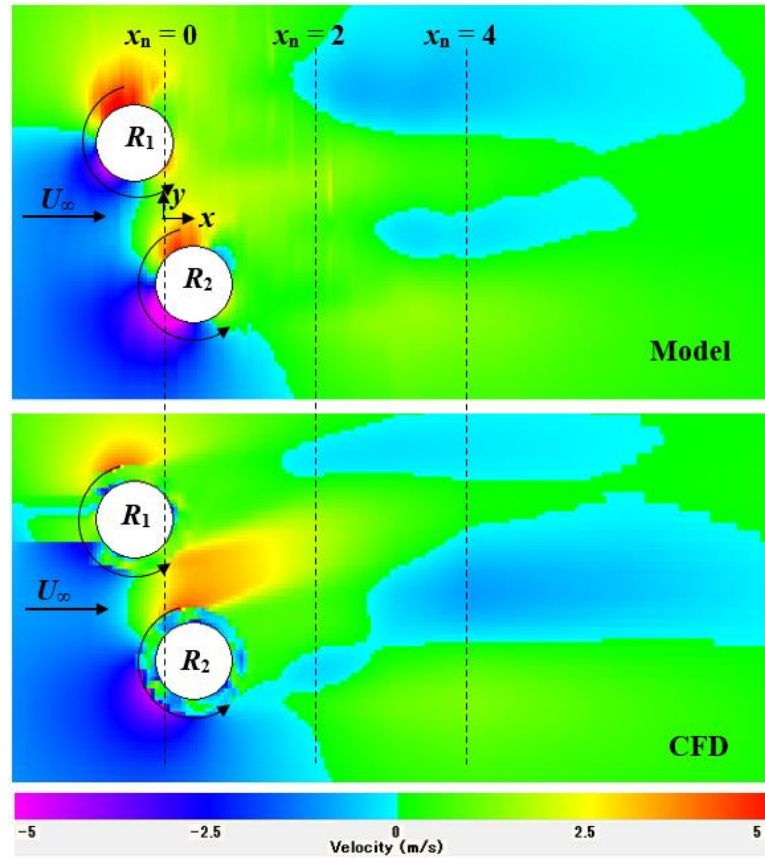 xn = 0 xn = 2 xn = 4
R1
U∞ y x
R2
Model
R1
U∞
R2
CFD
−5 −2.5 0 2.5 5
Velocity (m/s)